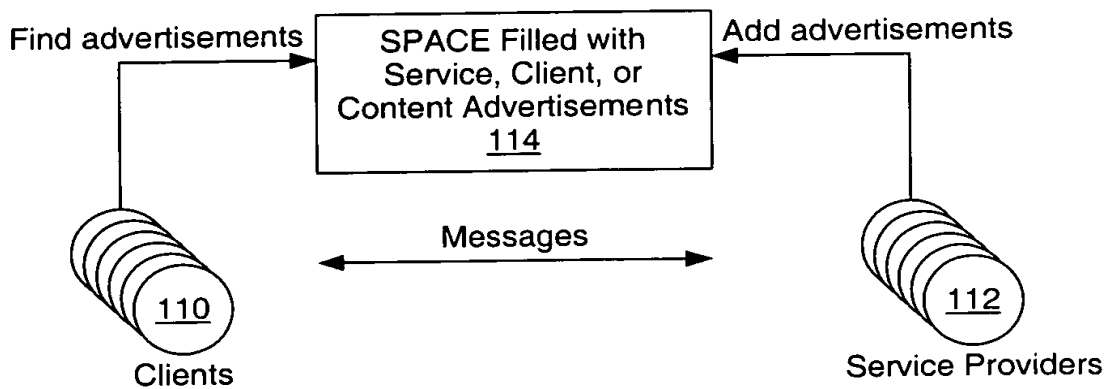 Find advertisements
SPACE Filled with
Service, Client, or
Content Advertisements
114
Add advertisements
Messages
110
Clients
112
Service Providers